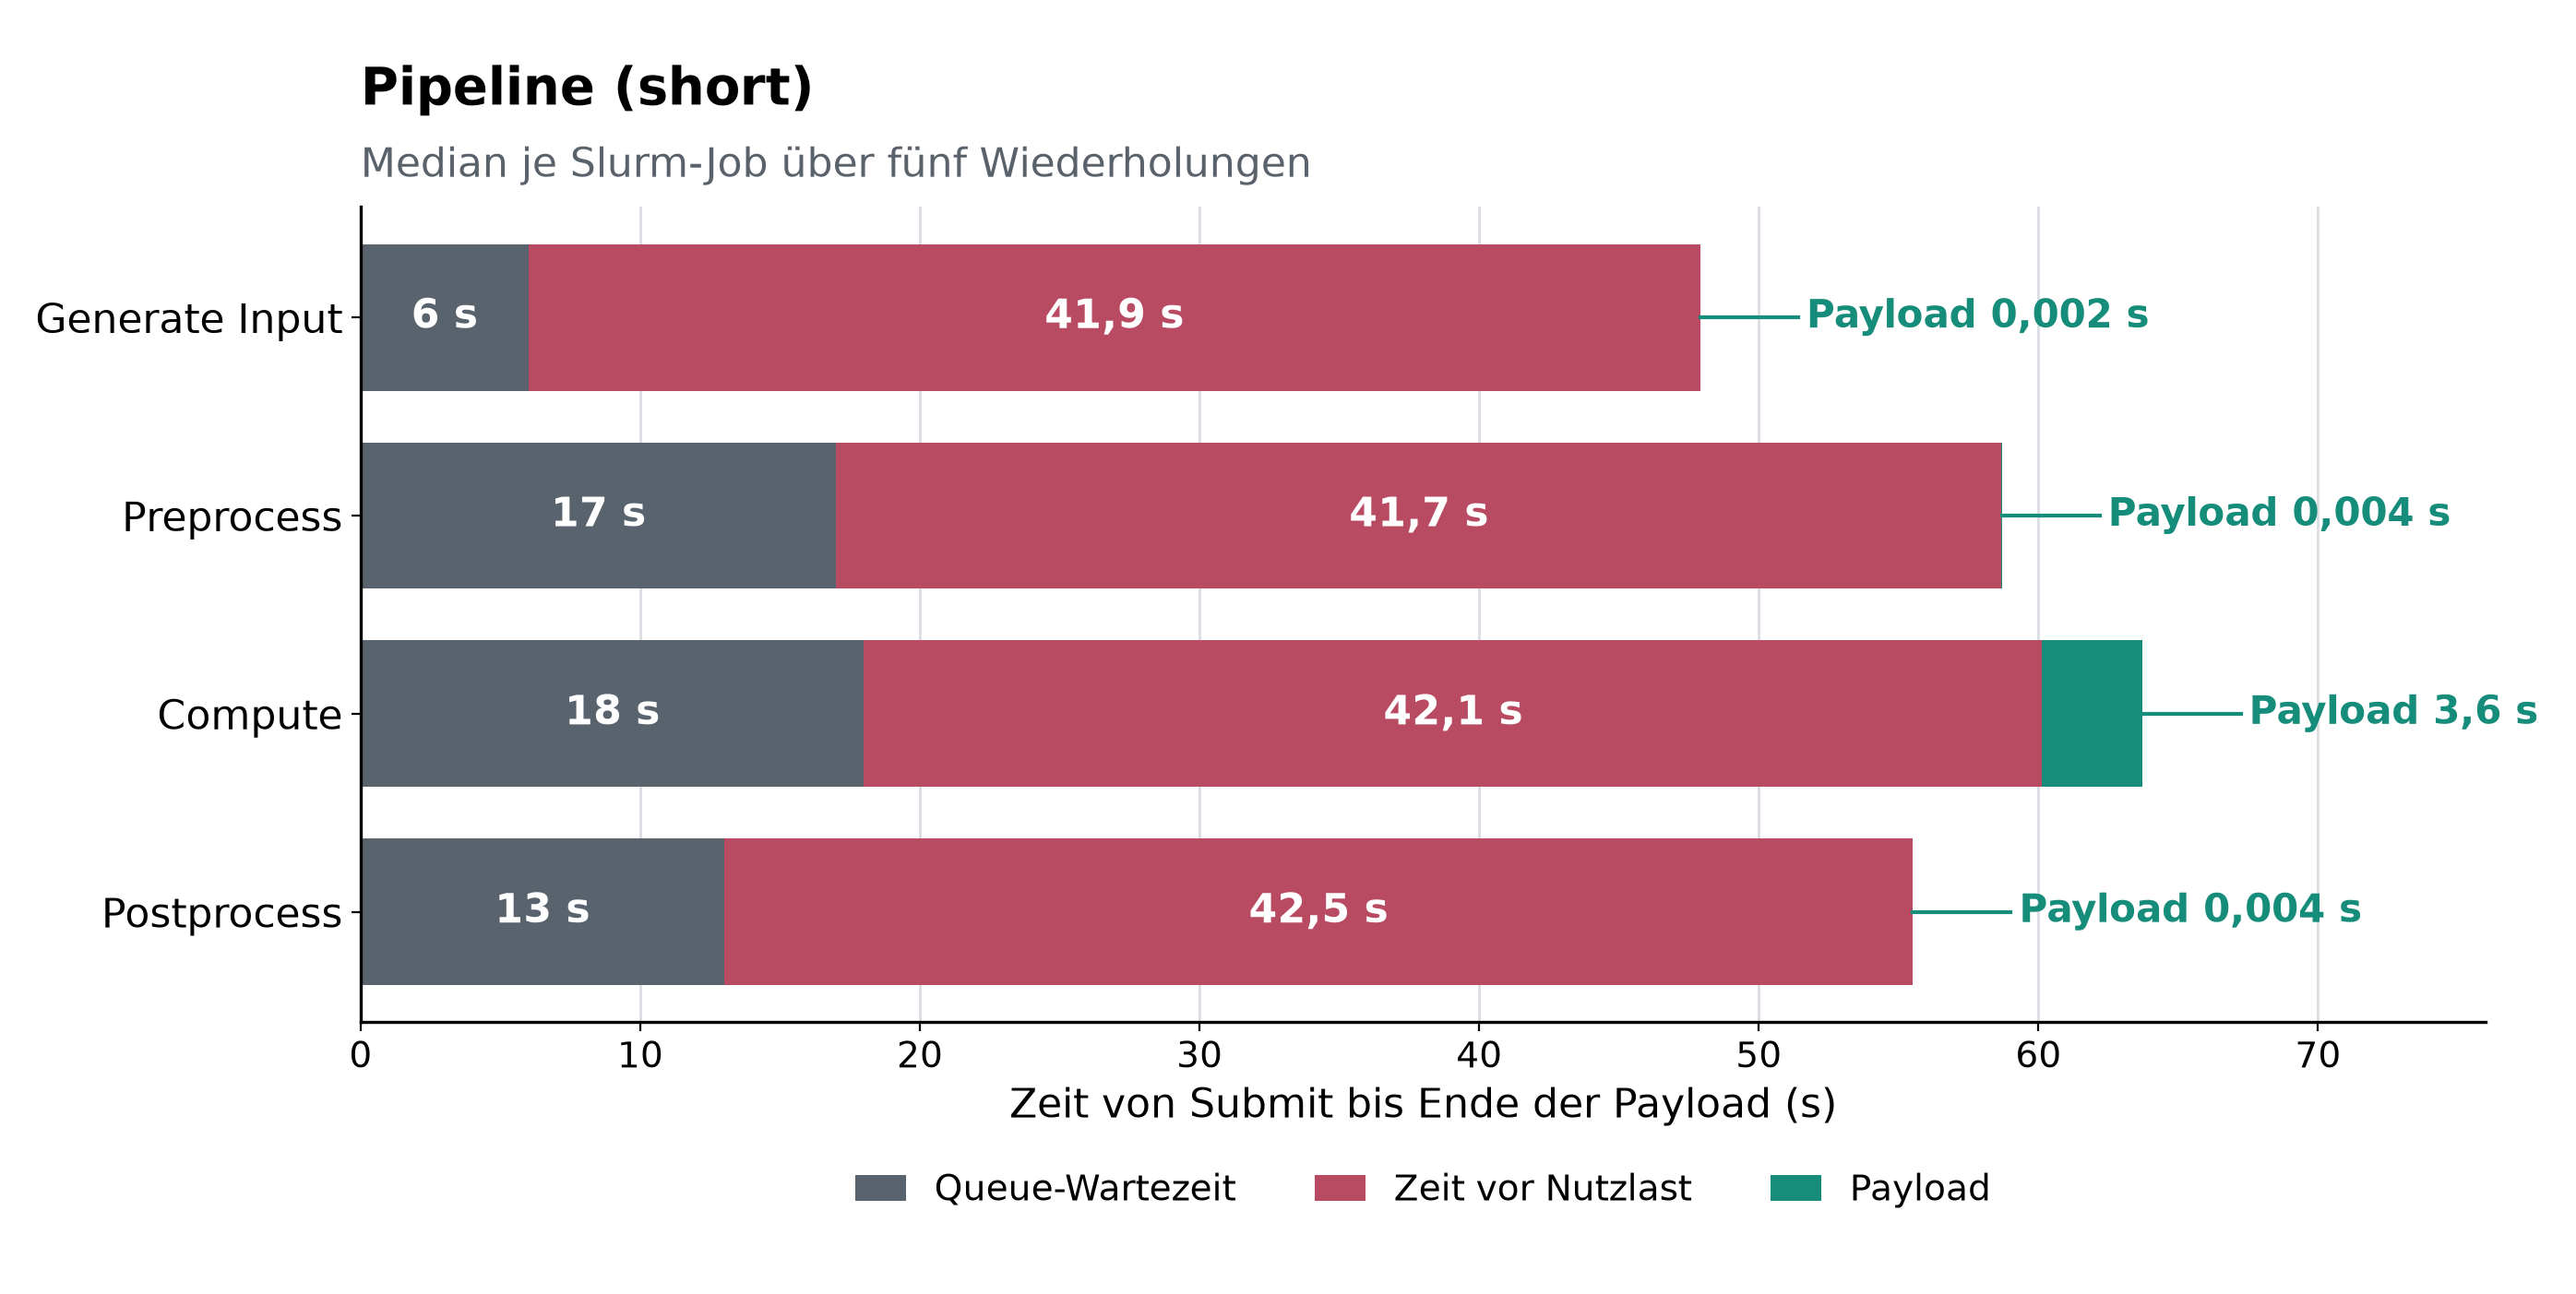 Pipeline (short)
Median je Slurm-Job über fünf Wiederholungen
Generate Input
6 s
41,9 s
Payload 0,002 s
Preprocess
17 s
41,7 s
Payload 0,004 s
Compute
18 s
42,1 s
Payload 3,6 s
Postprocess
13 s
42,5 s
Payload 0,004 s
0 10 20 30 40 50 60 70
Zeit von Submit bis Ende der Payload (s)
Queue-Wartezeit Zeit vor Nutzlast Payload